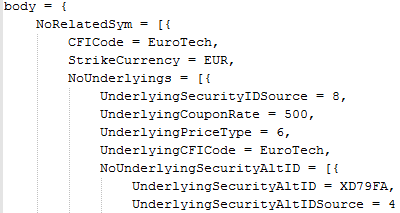 body = {
NoRelatedSym = [{
CFICode = EuroTech,
StrikeCurrency = EUR,
NoUnderlyings = [{
UnderlyingSecurityIDSource = 8,
UnderlyingCouponRate = 500,
UnderlyingPriceType = 6,
UnderlyingCFICode = EuroTech,
NoUnderlyingSecurityAltID = [{
UnderlyingSecurityAltID = XD79FA,
UnderlyingSecurityAltIDSource = 4